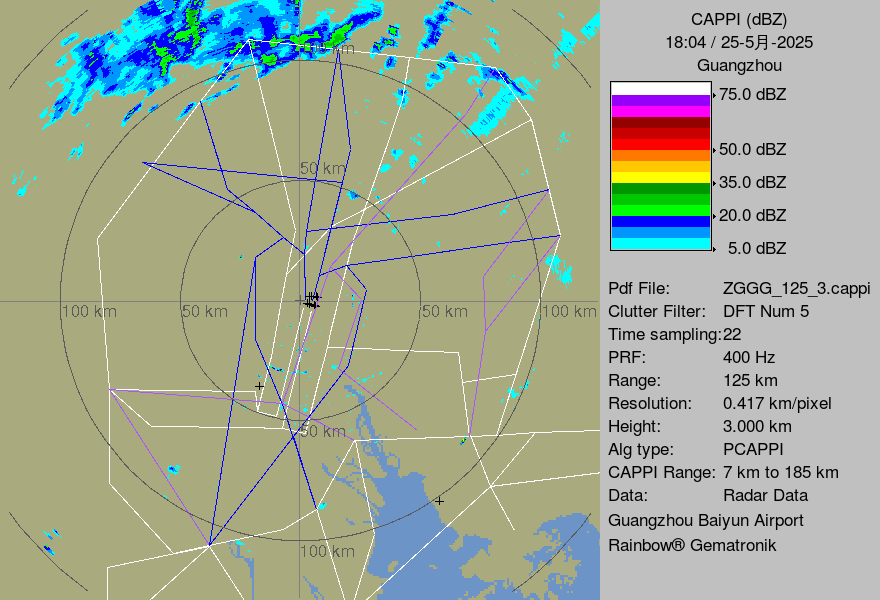 CAPPI (dBZ)
18:04 / 25-5月-2025
Guangzhou
75.0 dBZ
50.0 dBZ
35.0 dBZ
20.0 dBZ
5.0 dBZ
Pdf File: ZGGG_125_3.cappi
Clutter Filter: DFT Num 5
Time sampling:22
PRF: 400 Hz
Range: 125 km
Resolution: 0.417 km/pixel
Height: 3.000 km
Alg type: PCAPPI
CAPPI Range: 7 km to 185 km
Data: Radar Data
Guangzhou Baiyun Airport
Rainbow® Gematronik
100 km
50 km
100 km
50 km
50 km
100 km
50 km
100 km